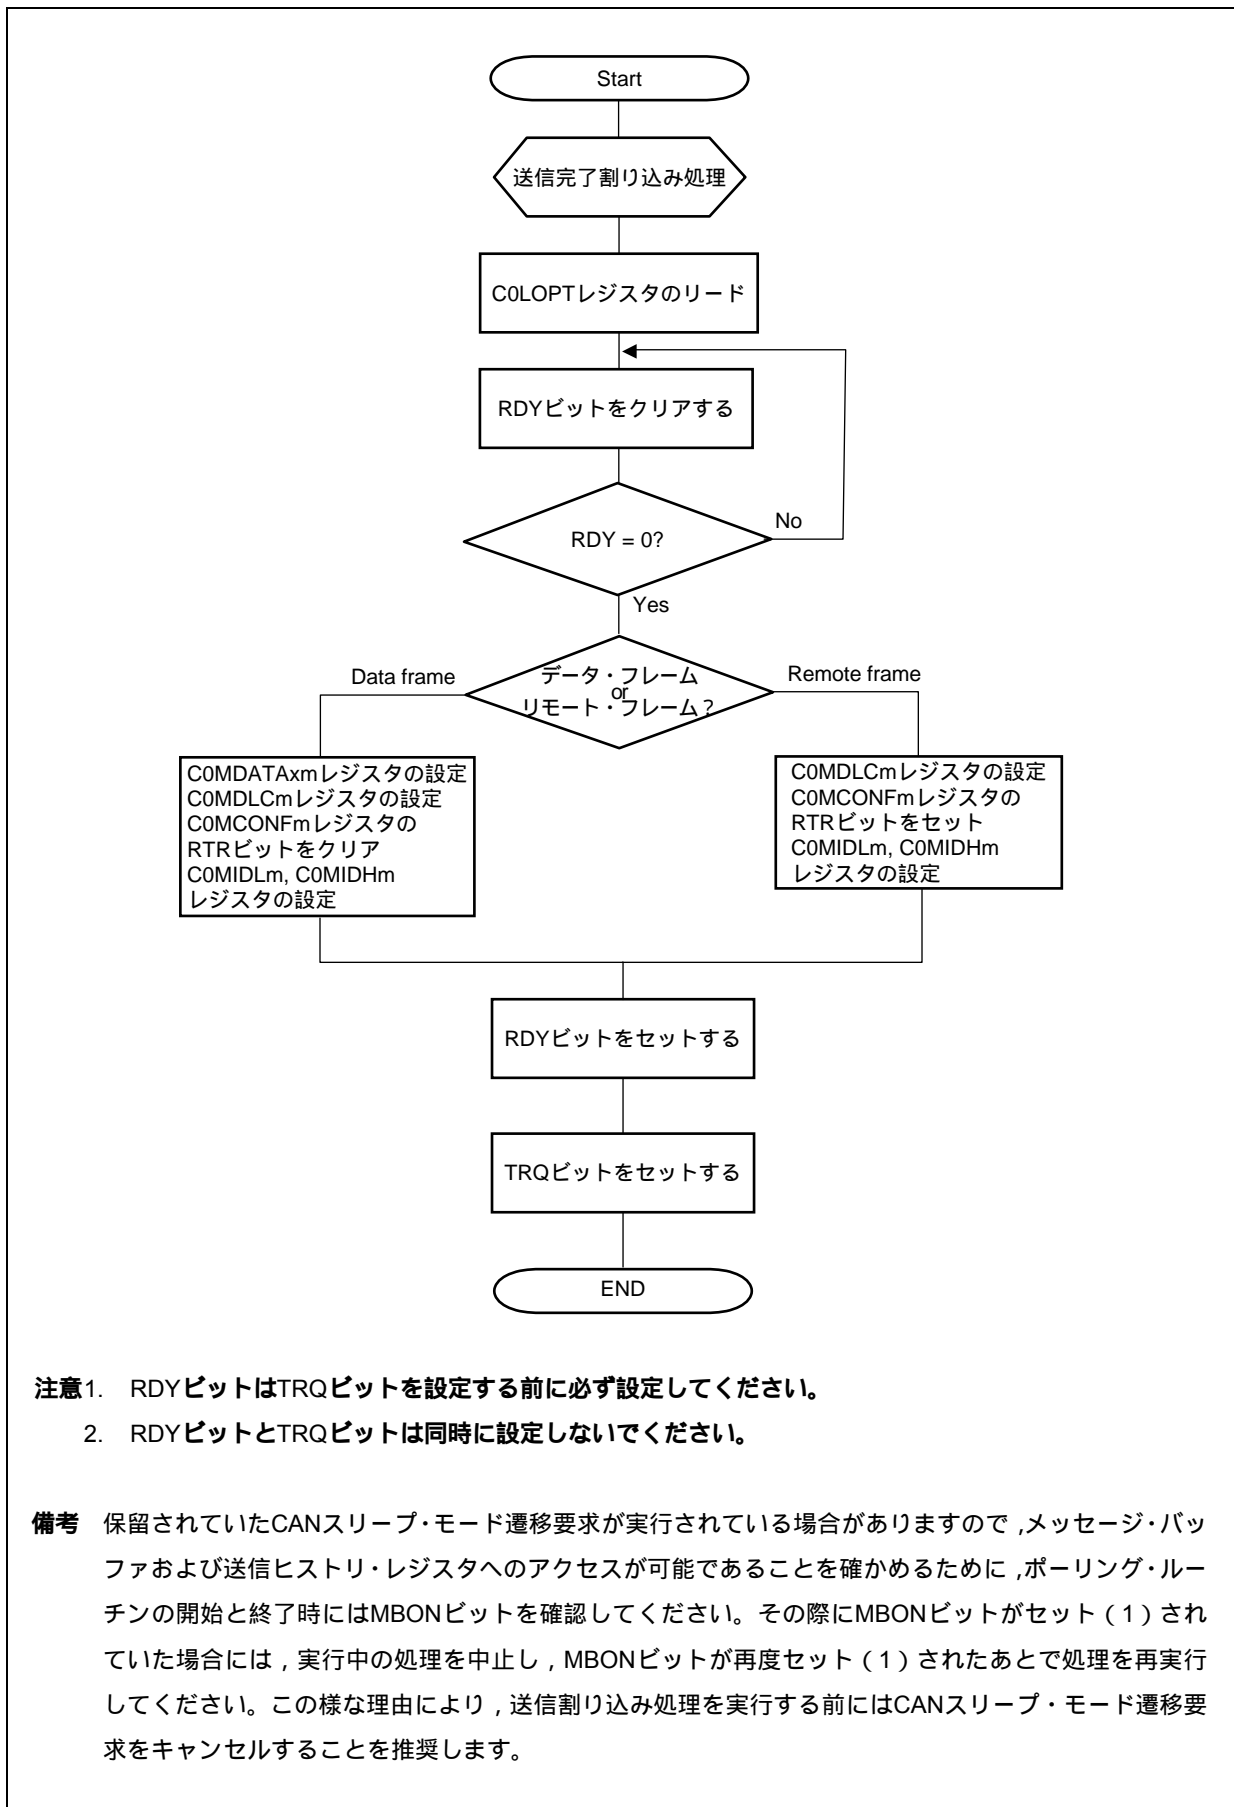 Start
送信完了割り込み処理
C0LOPTレジスタのリード
RDYビットをクリアする
RDY = 0?
No
Yes
データ・フレーム
or
リモート・フレーム？
Data frame
Remote frame
C0MDATAxmレジスタの設定
C0MDLCmレジスタの設定
C0MCONFmレジスタの
RTRビットをクリア
C0MIDLm, C0MIDHm
レジスタの設定
C0MDLCmレジスタの設定
C0MCONFmレジスタの
RTRビットをセット
C0MIDLm, C0MIDHm
レジスタの設定
RDYビットをセットする
TRQビットをセットする
END
注意1. RDYビットはTRQビットを設定する前に必ず設定してください。
2. RDYビットとTRQビットは同時に設定しないでください。
備考 保留されていたCANスリープ・モード遷移要求が実行されている場合がありますので，メッセージ・バッ
ファおよび送信ヒストリ・レジスタへのアクセスが可能であることを確かめるために，ポーリング・ルー
チンの開始と終了時にはMBONビットを確認してください。その際にMBONビットがセット（1）され
ていた場合には，実行中の処理を中止し，MBONビットが再度セット（1）されたあとで処理を再実行
してください。この様な理由により，送信割り込み処理を実行する前にはCANスリープ・モード遷移要
求をキャンセルすることを推奨します。